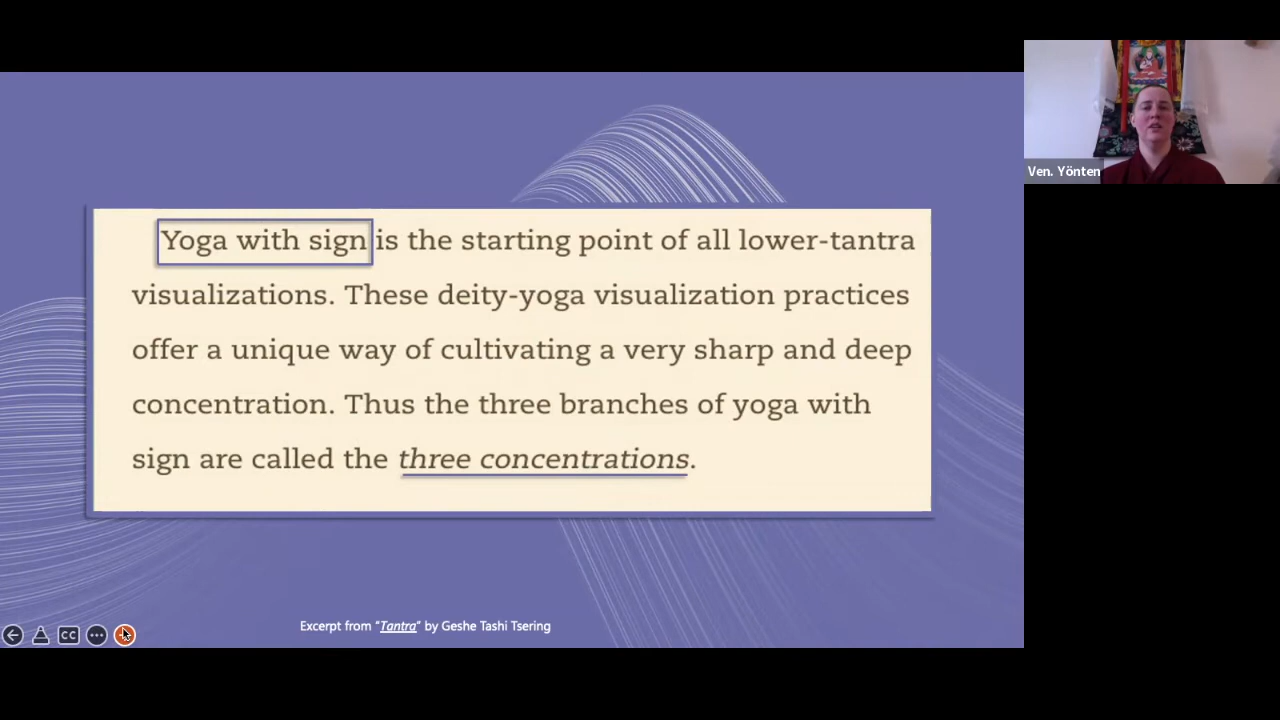 Yoga with sign is the starting point of all lower-tantra
visualizations. These deity-yoga visualization practices
offer a unique way of cultivating a very sharp and deep
concentration. Thus the three branches of yoga with
sign are called the three concentrations.
Excerpt from “Tantra” by Geshe Tashi Tsering
CC
Ven. Yönten